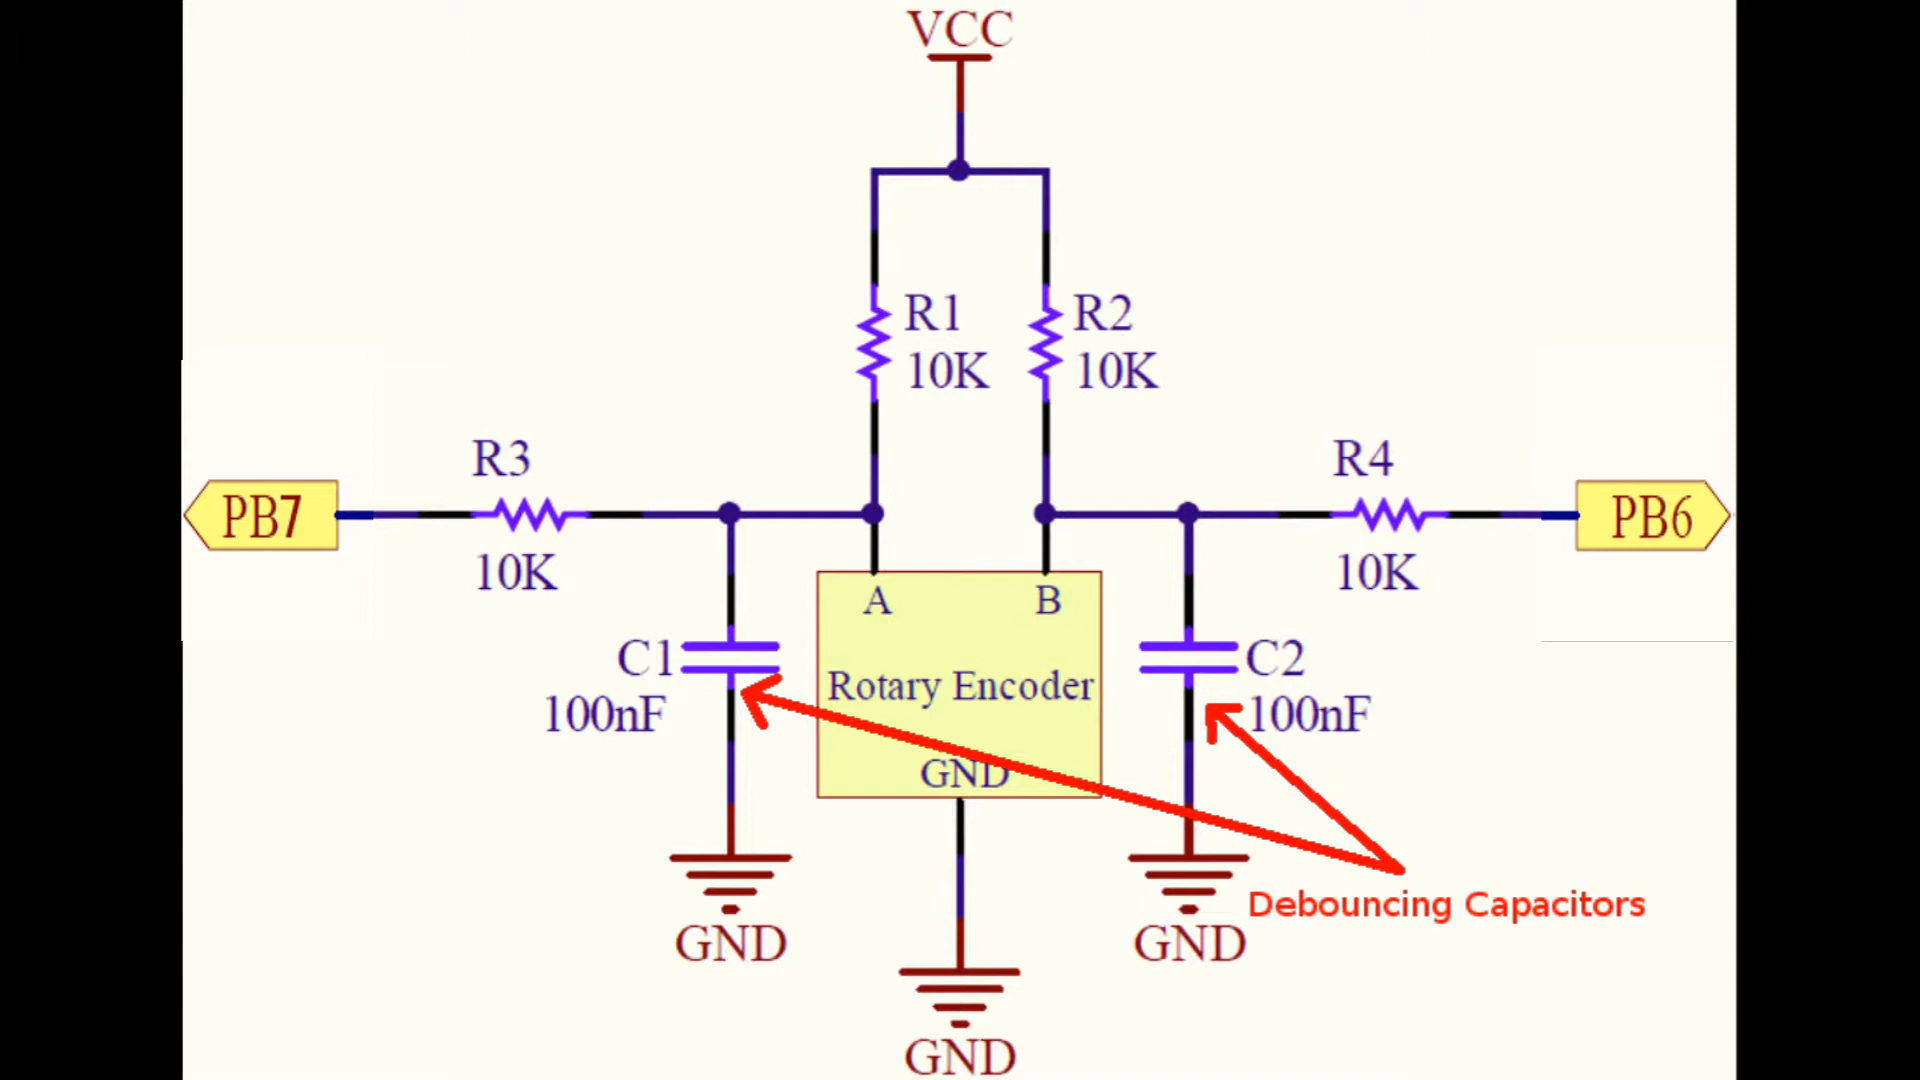 VCC
R1
10K
R2
10K
R3
10K
R4
10K
PB7
PB6
A
B
Rotary Encoder
GND
C1
100nF
C2
100nF
GND
GND
GND
Debouncing Capacitors